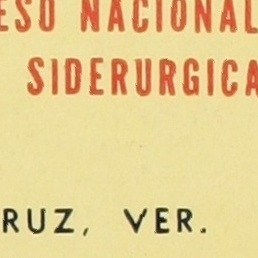 ESO NACIONAL
SIDERURGICA
RUZ, VER.